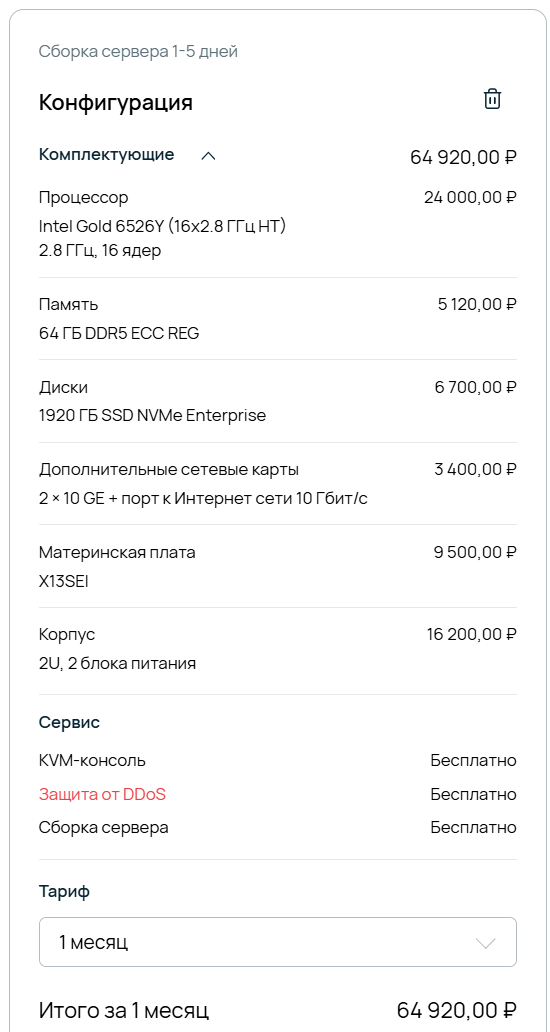 Сборка сервера 1-5 дней
Конфигурация
Комплектующие 64 920,00 ₽
Процессор 24 000,00 ₽
Intel Gold 6526Y (16x2.8 ГГц HT)
2.8 ГГц, 16 ядер
Память 5 120,00 ₽
64 ГБ DDR5 ECC REG
Диски 6 700,00 ₽
1920 ГБ SSD NVMe Enterprise
Дополнительные сетевые карты 3 400,00 ₽
2 × 10 GE + порт к Интернет сети 10 Гбит/с
Материнская плата 9 500,00 ₽
X13SEI
Корпус 16 200,00 ₽
2U, 2 блока питания
Сервис
KVM-консоль Бесплатно
Защита от DDoS Бесплатно
Сборка сервера Бесплатно
Тариф
1 месяц
Итого за 1 месяц 64 920,00 ₽